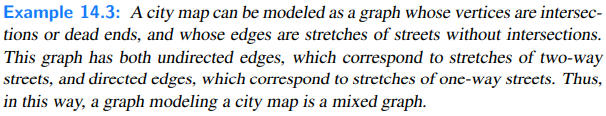 Example 14.3: A city map can be modeled as a graph whose vertices are intersec-
tions or dead ends, and whose edges are stretches of streets without intersections.
This graph has both undirected edges, which correspond to stretches of two-way
streets, and directed edges, which correspond to stretches of one-way streets. Thus,
in this way, a graph modeling a city map is a mixed graph.